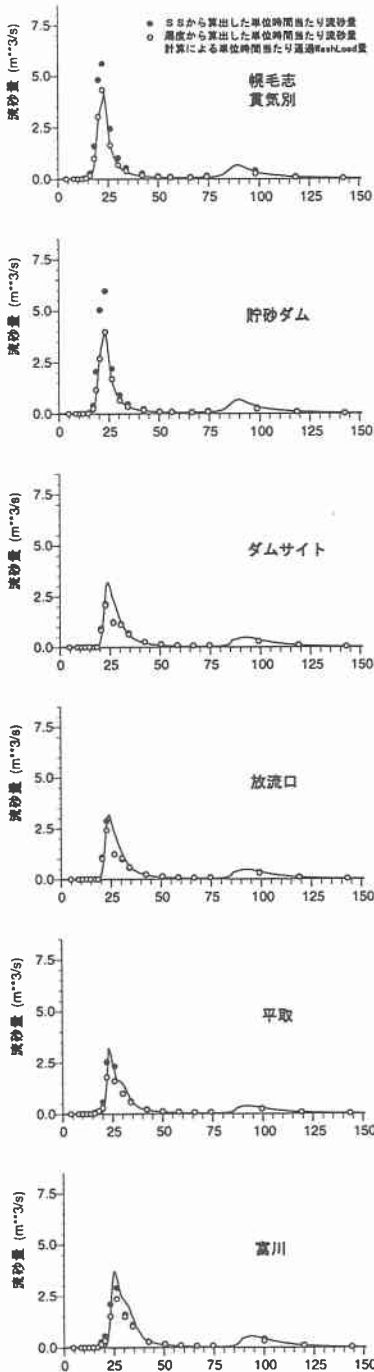 ● SSから算出した単位時間当たり流砂量
○ 濁度から算出した単位時間当たり流砂量
計算による単位時間当たり通過WashLoad量
流砂量 (m**3/s)
7.5
5.0
2.5
0.0
幌毛志
貫気別
0 25 50 75 100 125 150
流砂量 (m**3/s)
7.5
5.0
2.5
0.0
貯砂ダム
0 25 50 75 100 125 150
流砂量 (m**3/s)
7.5
5.0
2.5
0.0
ダムサイト
0 25 50 75 100 125 150
流砂量 (m**3/s)
7.5
5.0
2.5
0.0
放流口
0 25 50 75 100 125 150
流砂量 (m**3/s)
7.5
5.0
2.5
0.0
平取
0 25 50 75 100 125 150
流砂量 (m**3/s)
7.5
5.0
2.5
0.0
富川
0 25 50 75 100 125 150